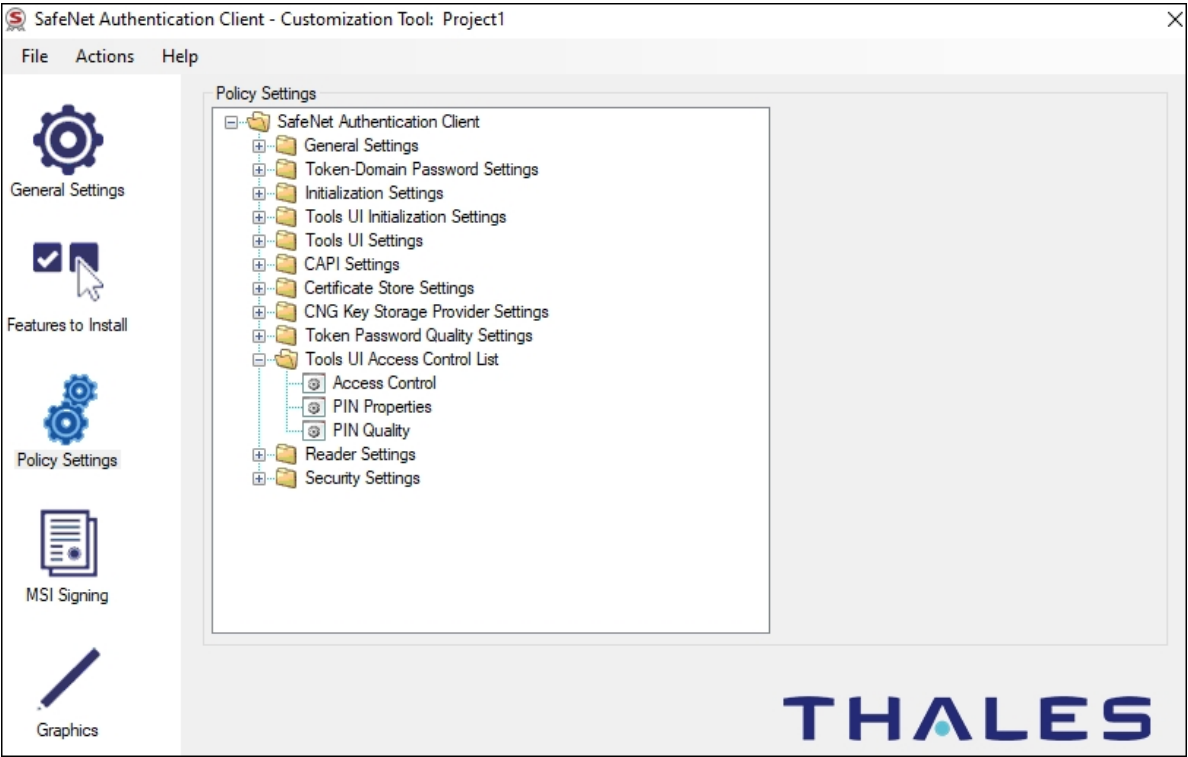 SafeNet Authentication Client - Customization Tool: Project1
File Actions Help
General Settings
Features to Install
Policy Settings
MSI Signing
Graphics
Policy Settings
SafeNet Authentication Client
General Settings
Token-Domain Password Settings
Initialization Settings
Tools UI Initialization Settings
Tools UI Settings
CAPI Settings
Certificate Store Settings
CNG Key Storage Provider Settings
Token Password Quality Settings
Tools UI Access Control List
Access Control
PIN Properties
PIN Quality
Reader Settings
Security Settings
THALES